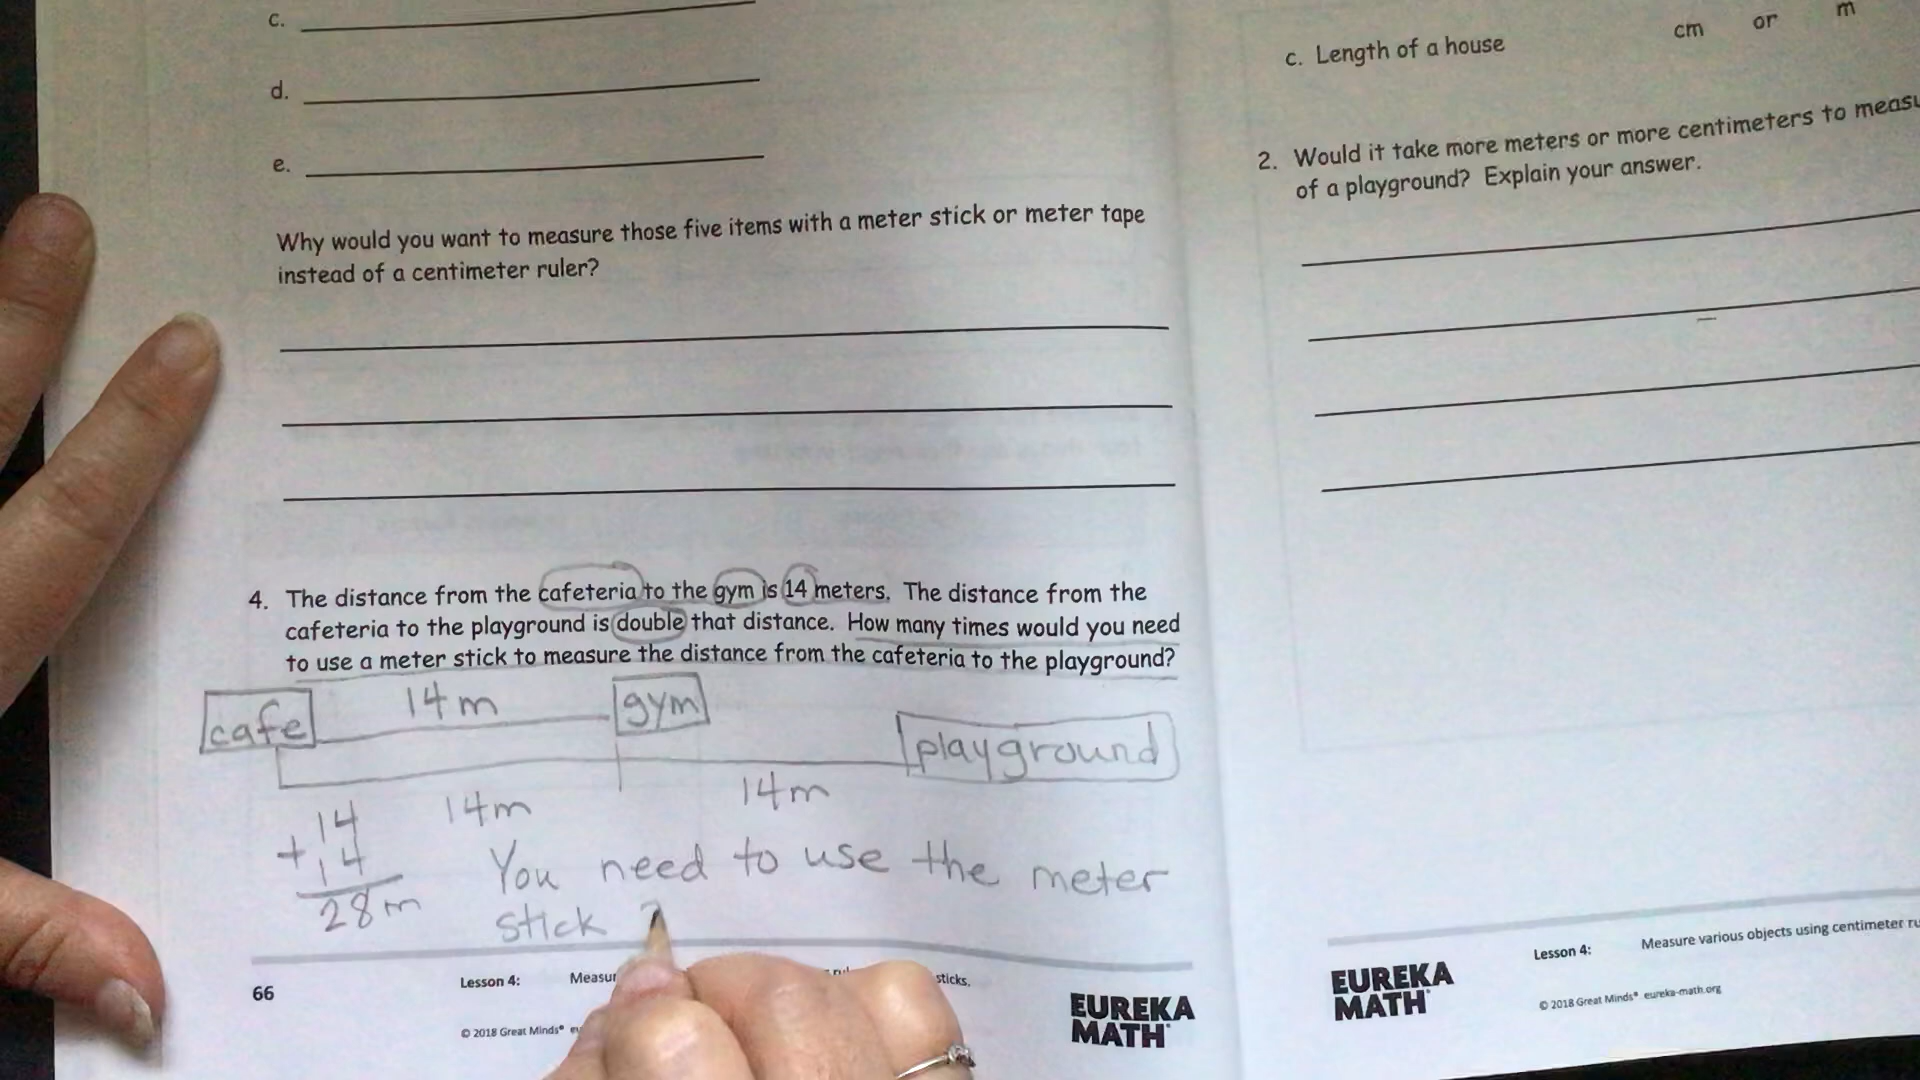 c.
d.
e.
Why would you want to measure those five items with a meter stick or meter tape
instead of a centimeter ruler?
4. The distance from the cafeteria to the gym is 14 meters. The distance from the
cafeteria to the playground is double that distance. How many times would you need
to use a meter stick to measure the distance from the cafeteria to the playground?
cafe 14m gym playground
14m 14m
14
+14
28m
You need to use the meter
stick
66
Lesson 4: sticks.
© 2018 Great Minds®
EUREKA
MATH
c. Length of a house cm or m
2. Would it take more meters or more centimeters to
of a playground? Explain your answer.
EUREKA
MATH
Lesson 4: Measure various objects using centimeter
© 2018 Great Minds® eureka-math.org